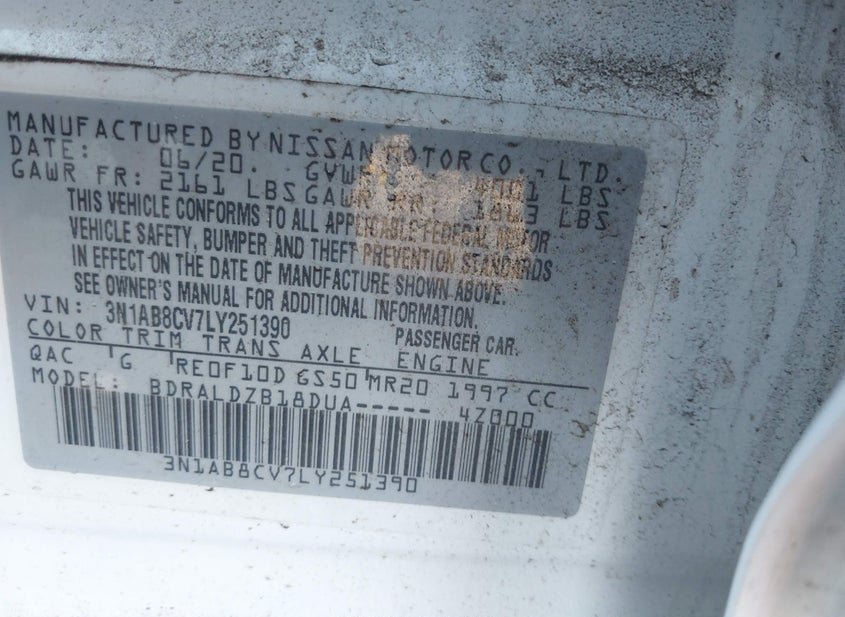 MANUFACTURED BY NISSAN MOTOR CO., LTD.
DATE: 06/20. LBS
GAWR FR: 2161 LBS GAWR LBS
THIS VEHICLE CONFORMS TO ALL APPLICABLE FEDERAL MOTOR
VEHICLE SAFETY, BUMPER AND THEFT PREVENTION STANDARDS
IN EFFECT ON THE DATE OF MANUFACTURE SHOWN ABOVE.
SEE OWNER'S MANUAL FOR ADDITIONAL INFORMATION.
VIN: 3N1AB8CV7LY251390 PASSENGER CAR.
COLOR TRIM TRANS AXLE ENGINE
QAC G RE0F10D GS50 MR20 1997 CC
MODEL: BDRALDZB18DUA----- 4Z000
3N1AB8CV7LY251390